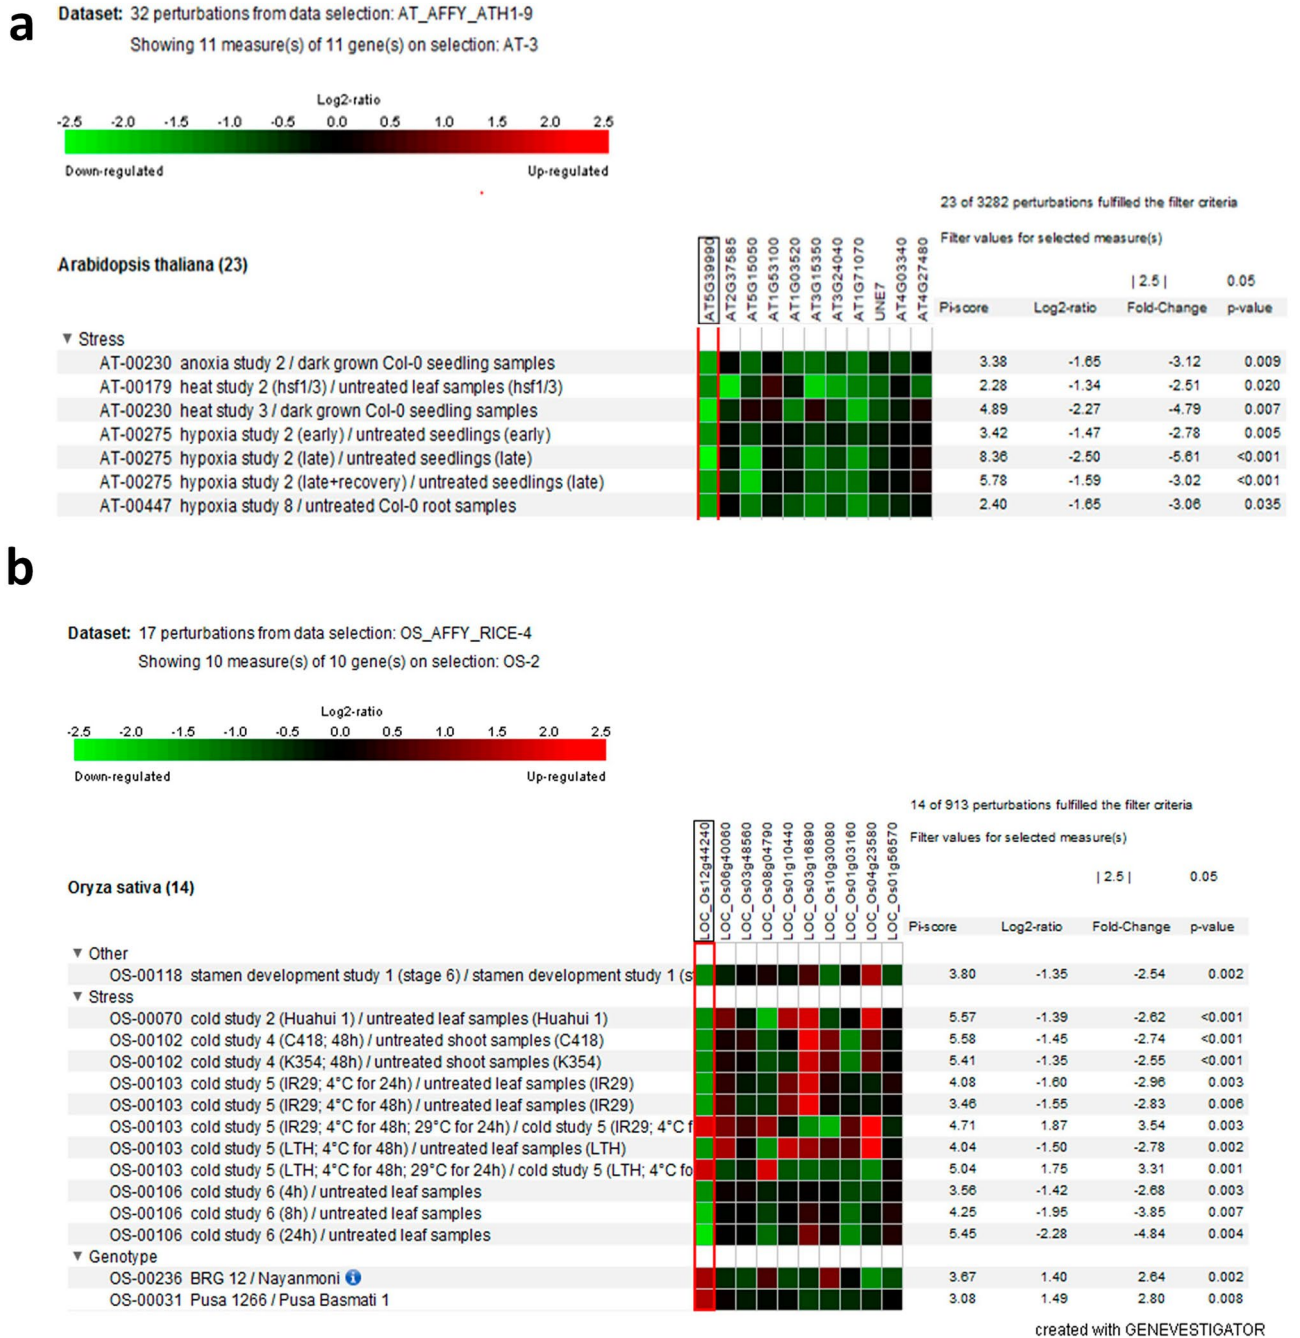 a
Dataset: 32 perturbations from data selection: AT_AFFY_ATH1-9
Showing 11 measure(s) of 11 gene(s) on selection: AT-3
Log2-ratio
-2.5 -2.0 -1.5 -1.0 -0.5 0.0 0.5 1.0 1.5 2.0 2.5
Down-regulated Up-regulated
23 of 3282 perturbations fulfilled the filter criteria
Filter values for selected measure(s)
Arabidopsis thaliana (23)
| 2.5 | 0.05
AT5G39990 AT2G37585 AT5G15050 AT1G53100 AT1G03520 AT3G15350 AT3G24040 AT1G71070 UNE7 AT4G03340 AT4G27480
Pi-score Log2-ratio Fold-Change p-value
▼ Stress
AT-00230 anoxia study 2 / dark grown Col-0 seedling samples 3.38 -1.65 -3.12 0.009
AT-00179 heat study 2 (hsf1/3) / untreated leaf samples (hsf1/3) 2.28 -1.34 -2.51 0.020
AT-00230 heat study 3 / dark grown Col-0 seedling samples 4.89 -2.27 -4.79 0.007
AT-00275 hypoxia study 2 (early) / untreated seedlings (early) 3.42 -1.47 -2.78 0.005
AT-00275 hypoxia study 2 (late) / untreated seedlings (late) 8.36 -2.50 -5.61 <0.001
AT-00275 hypoxia study 2 (late+recovery) / untreated seedlings (late) 5.78 -1.59 -3.02 <0.001
AT-00447 hypoxia study 8 / untreated Col-0 root samples 2.40 -1.65 -3.06 0.035
b
Dataset: 17 perturbations from data selection: OS_AFFY_RICE-4
Showing 10 measure(s) of 10 gene(s) on selection: OS-2
Log2-ratio
-2.5 -2.0 -1.5 -1.0 -0.5 0.0 0.5 1.0 1.5 2.0 2.5
Down-regulated Up-regulated
14 of 913 perturbations fulfilled the filter criteria
Filter values for selected measure(s)
Oryza sativa (14)
| 2.5 | 0.05
LOC_Os12g44240 LOC_Os06g40060 LOC_Os03g48560 LOC_Os08g04790 LOC_Os01g10440 LOC_Os03g16890 LOC_Os10g30080 LOC_Os01g03160 LOC_Os04g23580 LOC_Os01g56570
Pi-score Log2-ratio Fold-Change p-value
▼ Other
OS-00118 stamen development study 1 (stage 6) / stamen development study 1 (s 3.80 -1.35 -2.54 0.002
▼ Stress
OS-00070 cold study 2 (Huahui 1) / untreated leaf samples (Huahui 1) 5.57 -1.39 -2.62 <0.001
OS-00102 cold study 4 (C418; 48h) / untreated shoot samples (C418) 5.58 -1.45 -2.74 <0.001
OS-00102 cold study 4 (K354; 48h) / untreated shoot samples (K354) 5.41 -1.35 -2.55 <0.001
OS-00103 cold study 5 (IR29; 4°C for 24h) / untreated leaf samples (IR29) 4.08 -1.60 -2.96 0.003
OS-00103 cold study 5 (IR29; 4°C for 48h) / untreated leaf samples (IR29) 3.46 -1.55 -2.83 0.006
OS-00103 cold study 5 (IR29; 4°C for 48h; 29°C for 24h) / cold study 5 (IR29; 4°C f 4.71 1.87 3.54 0.003
OS-00103 cold study 5 (LTH; 4°C for 48h) / untreated leaf samples (LTH) 4.04 -1.50 -2.78 0.002
OS-00103 cold study 5 (LTH; 4°C for 48h; 29°C for 24h) / cold study 5 (LTH; 4°C fo 5.04 1.75 3.31 0.001
OS-00106 cold study 6 (4h) / untreated leaf samples 3.56 -1.42 -2.68 0.003
OS-00106 cold study 6 (8h) / untreated leaf samples 4.25 -1.95 -3.85 0.007
OS-00106 cold study 6 (24h) / untreated leaf samples 5.45 -2.28 -4.84 0.004
▼ Genotype
OS-00236 BRG 12 / Nayanmoni i 3.67 1.40 2.64 0.002
OS-00031 Pusa 1266 / Pusa Basmati 1 3.08 1.49 2.80 0.008
created with GENEVESTIGATOR